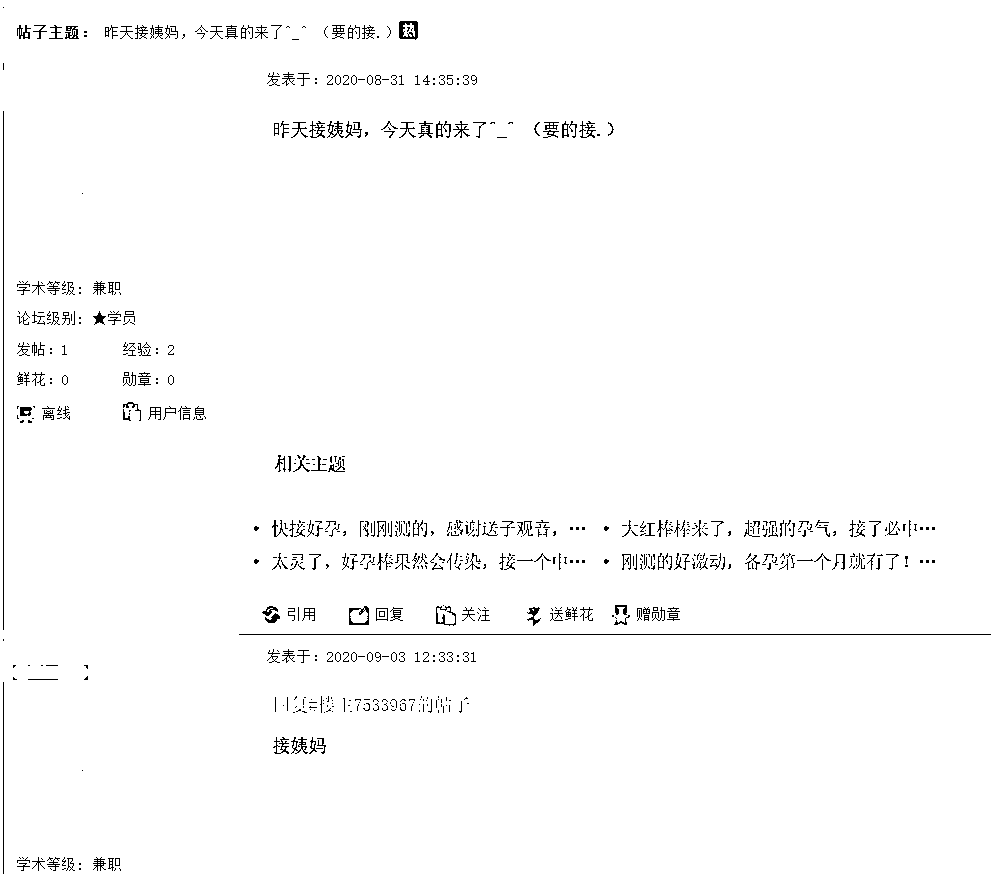 帖子主题: 昨天接姨妈，今天真的来了^_^ （要的接.）热
发表于: 2020-08-31 14:35:39
昨天接姨妈，今天真的来了^_^ （要的接.）
学术等级: 兼职
论坛级别: ★学员
发帖: 1 经验: 2
鲜花: 0 勋章: 0
离线 用户信息
相关主题
• 快接好孕，刚刚测的，感谢送子观音，… • 大红棒棒来了，超强的孕气，接了必中…
• 太灵了，好孕棒果然会传染，接一个中… • 刚测的好激动，备孕第一个月就有了！…
引用 回复 关注 送鲜花 赠勋章
发表于: 2020-09-03 12:33:31
回复#楼主7533967的帖子
接姨妈
学术等级: 兼职